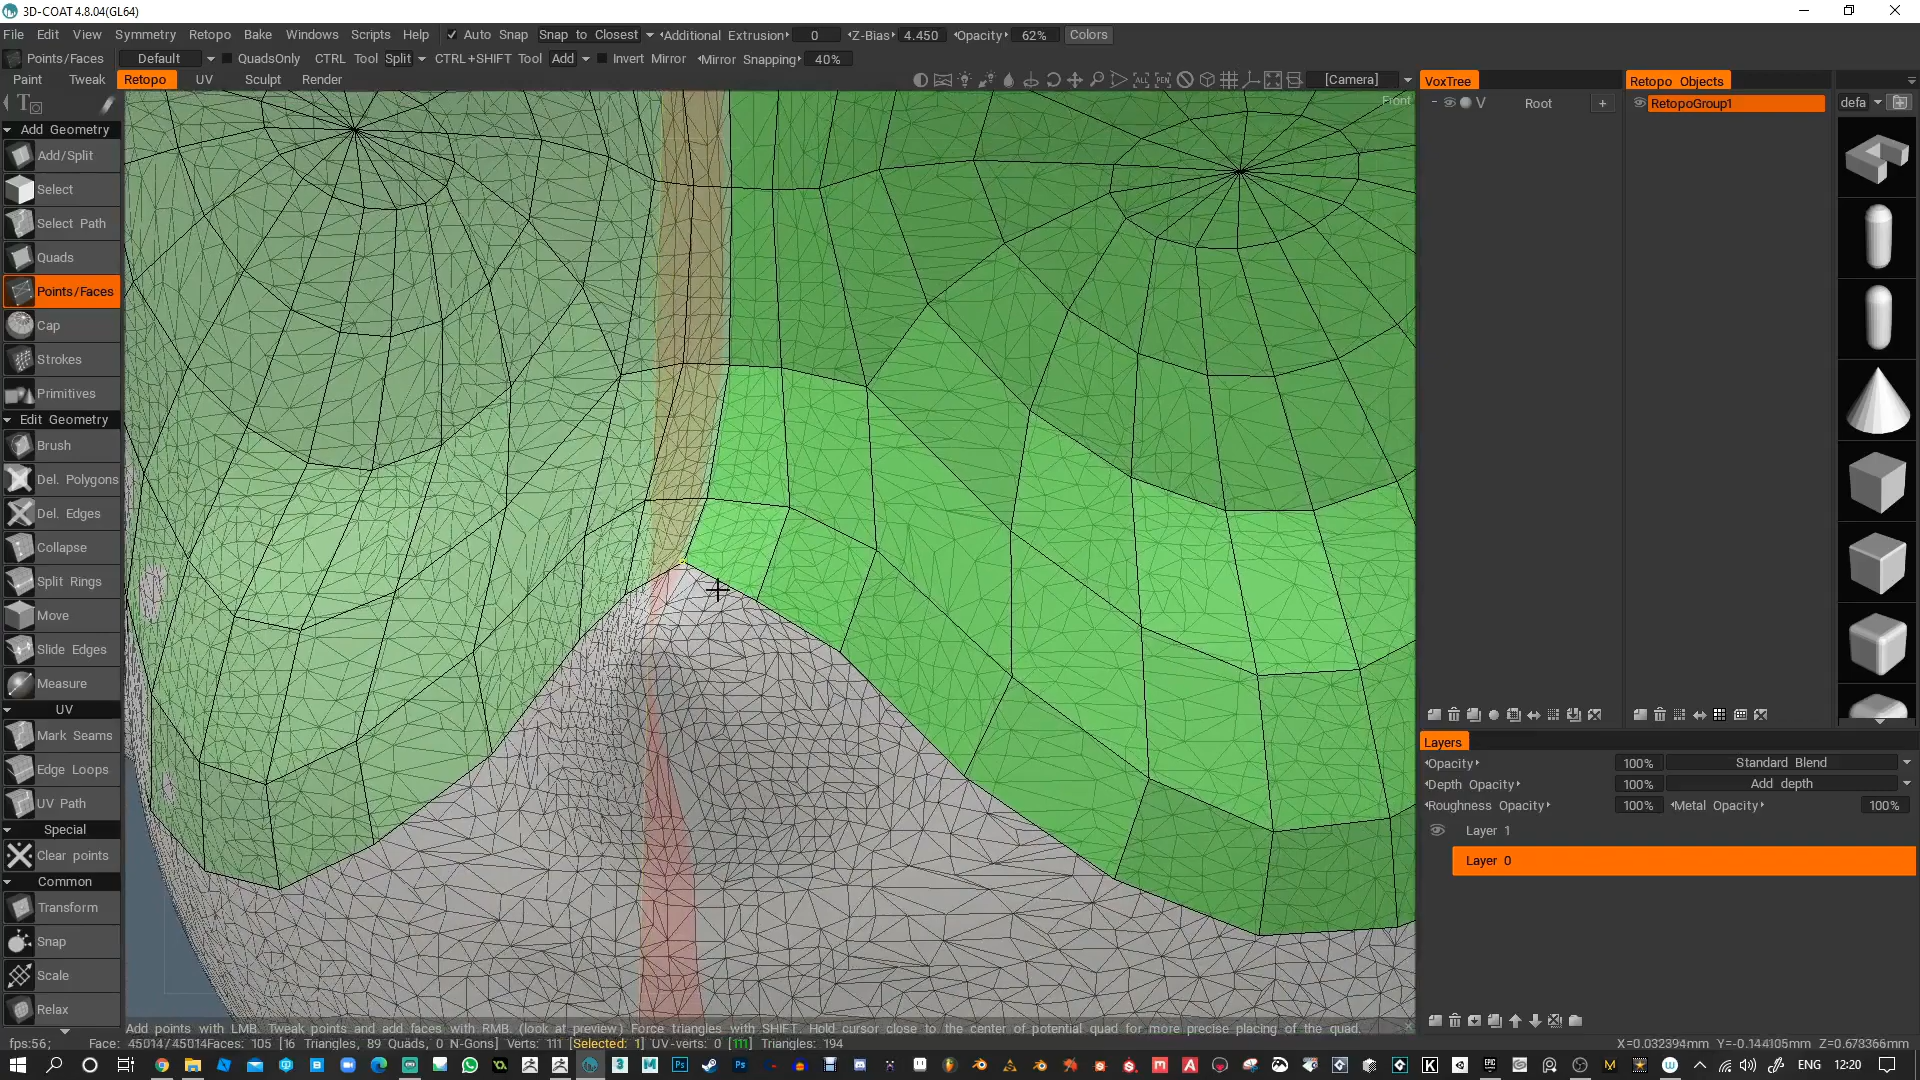 3D-COAT 4.8.04(GL64)
File Edit View Symmetry Retopo Bake Windows Scripts Help Auto Snap Snap to Closest Additional Extrusion 0 Z-Bias 4.450 Opacity 62% Colors
Points/Faces Default QuadsOnly CTRL Tool Split CTRL+SHIFT Tool Add Invert Mirror Mirror Snapping 40%
Paint Tweak Retopo UV Sculpt Render [Camera] VoxTree Retopo Objects
Front
V Root + RetopoGroup1 defa
Add Geometry
Add/Split
Select
Select Path
Quads
Points/Faces
Cap
Strokes
Primitives
Edit Geometry
Brush
Del. Polygons
Del. Edges
Collapse
Split Rings
Move
Slide Edges
Measure
UV
Mark Seams
Edge Loops
UV Path
Special
Clear points
Common
Transform
Snap
Scale
Relax
Layers
Opacity 100% Standard Blend
Depth Opacity 100% Add depth
Roughness Opacity 100% Metal Opacity 100%
Layer 1
Layer 0
Add points with LMB. Tweak points and add faces with RMB. (look at preview) Force triangles with SHIFT. Hold cursor close to the center of potential quad for more precise placing of the quad.
fps:56; Face: 45014/45014Faces: 105 [16 Triangles, 89 Quads, 0 N-Gons] Verts: 111 [Selected: 1] UV-verts: 0 [111] Triangles: 194 X=0.032394mm Y=-0.144105mm Z=0.678366mm
ENG 12:20